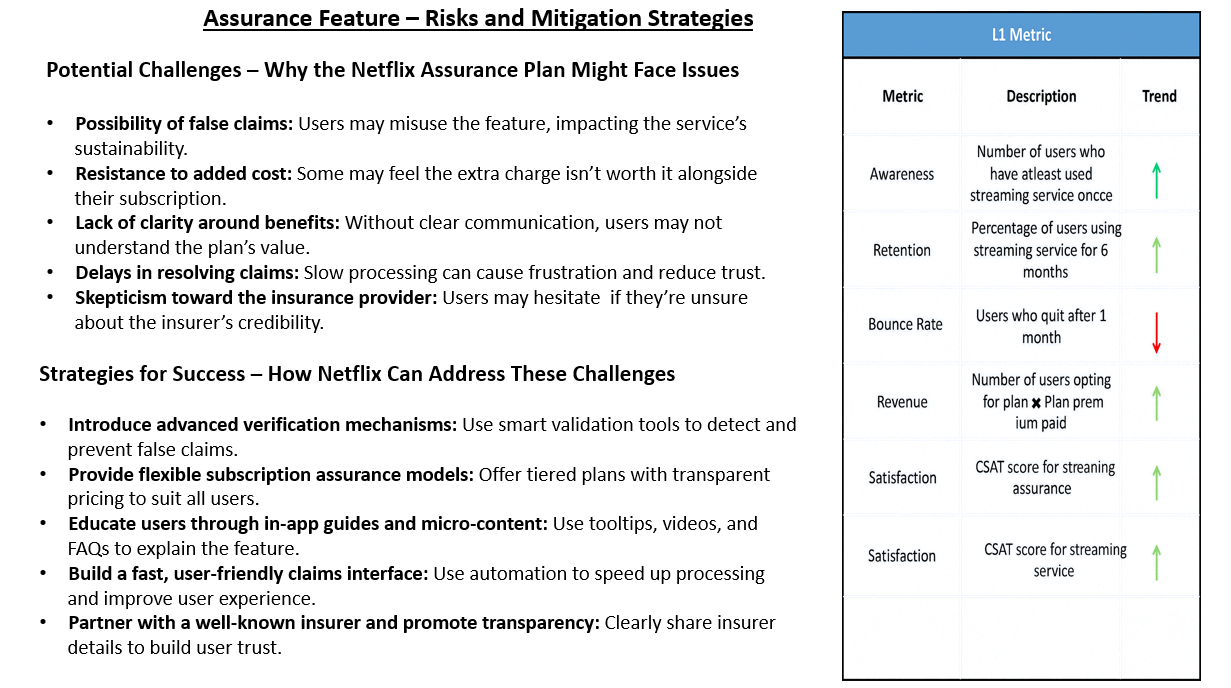 Assurance Feature – Risks and Mitigation Strategies
Potential Challenges – Why the Netflix Assurance Plan Might Face Issues
• Possibility of false claims: Users may misuse the feature, impacting the service’s
sustainability.
• Resistance to added cost: Some may feel the extra charge isn’t worth it alongside
their subscription.
• Lack of clarity around benefits: Without clear communication, users may not
understand the plan’s value.
• Delays in resolving claims: Slow processing can cause frustration and reduce trust.
• Skepticism toward the insurance provider: Users may hesitate if they’re unsure
about the insurer’s credibility.
Strategies for Success – How Netflix Can Address These Challenges
• Introduce advanced verification mechanisms: Use smart validation tools to detect and
prevent false claims.
• Provide flexible subscription assurance models: Offer tiered plans with transparent
pricing to suit all users.
• Educate users through in-app guides and micro-content: Use tooltips, videos, and
FAQs to explain the feature.
• Build a fast, user-friendly claims interface: Use automation to speed up processing
and improve user experience.
• Partner with a well-known insurer and promote transparency: Clearly share insurer
details to build user trust.
L1 Metric
Metric Description Trend
Awareness
Number of users who
have atleast used
streaming service oncce
↑
Retention
Percentage of users using
streaming service for 6
months
↑
Bounce Rate
Users who quit after 1
month
↓
Revenue
Number of users opting
for plan ✖ Plan prem
ium paid
↑
Satisfaction
CSAT score for streaning
assurance
↑
Satisfaction
CSAT score for streaming
service
↑